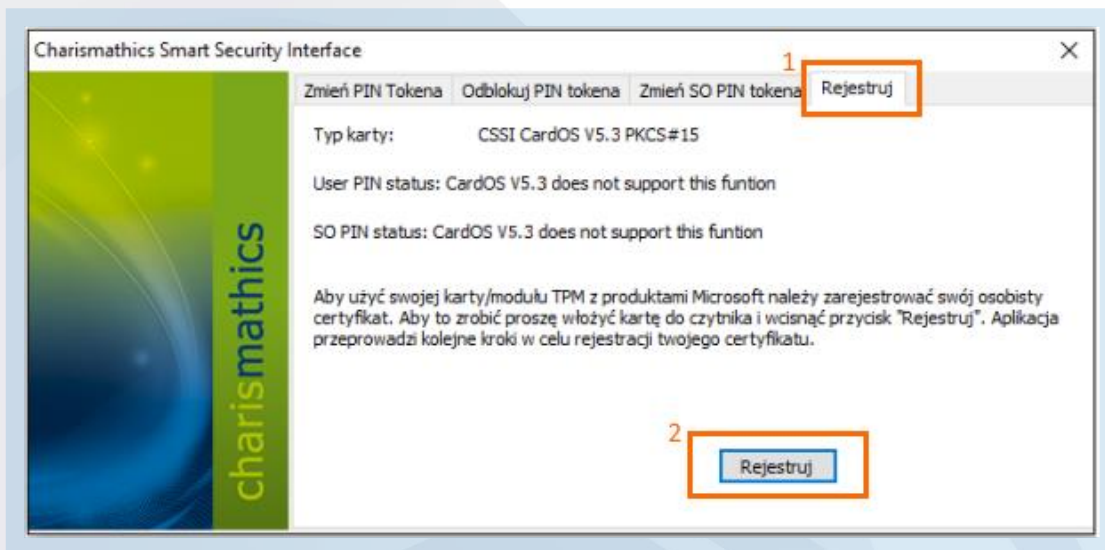 Charismathics Smart Security Interface
1
Zmień PIN Tokena Odblokuj PIN tokena Zmień SO PIN tokena Rejestruj
Typ karty: CSSI CardOS V5.3 PKCS#15
User PIN status: CardOS V5.3 does not support this funtion
SO PIN status: CardOS V5.3 does not support this funtion
Aby użyć swojej karty/modułu TPM z produktami Microsoft należy zarejestrować swój osobisty
certyfikat. Aby to zrobić proszę włożyć kartę do czytnika i wcisnąć przycisk "Rejestruj". Aplikacja
przeprowadzi kolejne kroki w celu rejestracji twojego certyfikatu.
2
Rejestruj
charismathics